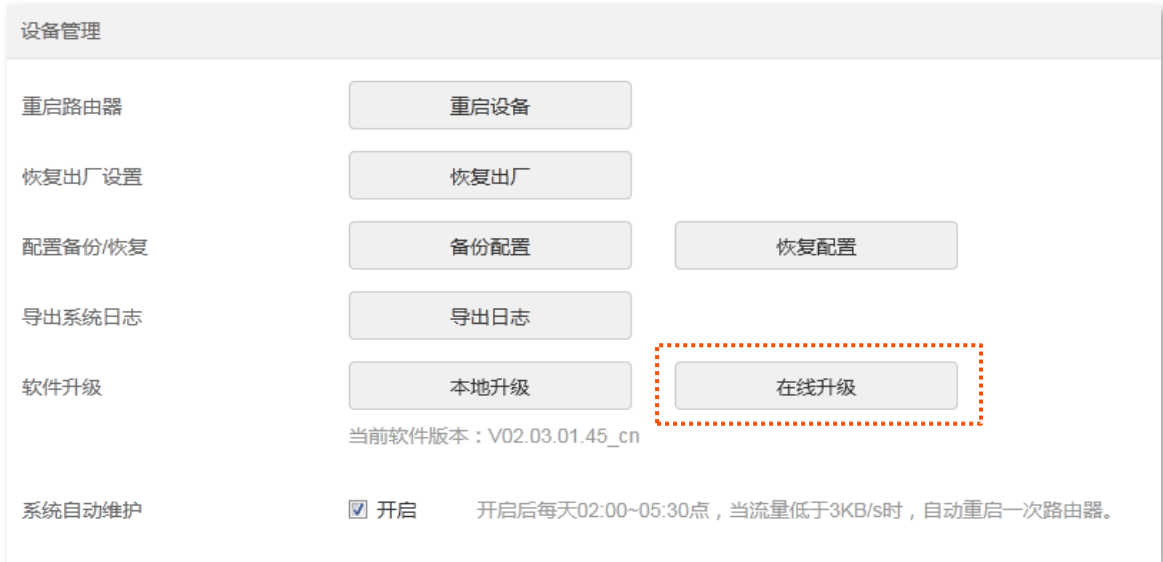 设备管理
重启路由器 重启设备
恢复出厂设置 恢复出厂
配置备份/恢复 备份配置 恢复配置
导出系统日志 导出日志
软件升级 本地升级 在线升级
当前软件版本：V02.03.01.45_cn
系统自动维护 开启 开启后每天02:00~05:30点，当流量低于3KB/s时，自动重启一次路由器。